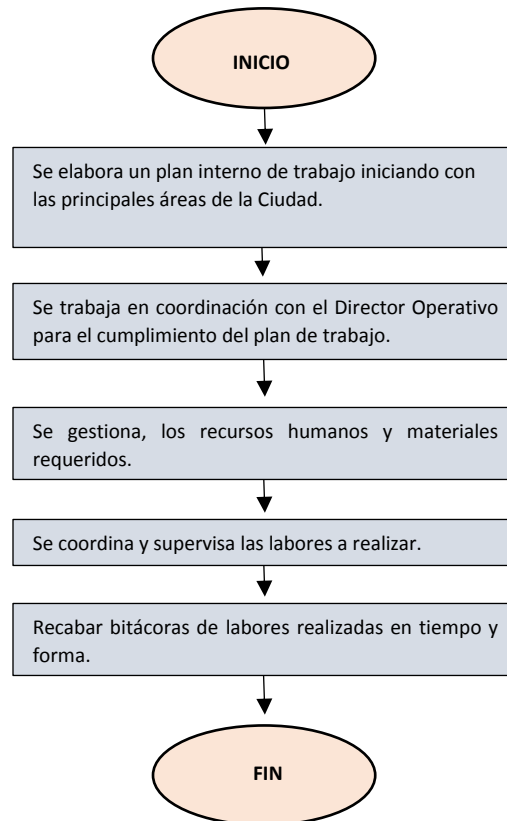 INICIO
Se elabora un plan interno de trabajo iniciando con
las principales áreas de la Ciudad.
Se trabaja en coordinación con el Director Operativo
para el cumplimiento del plan de trabajo.
Se gestiona, los recursos humanos y materiales
requeridos.
Se coordina y supervisa las labores a realizar.
Recabar bitácoras de labores realizadas en tiempo y
forma.
FIN